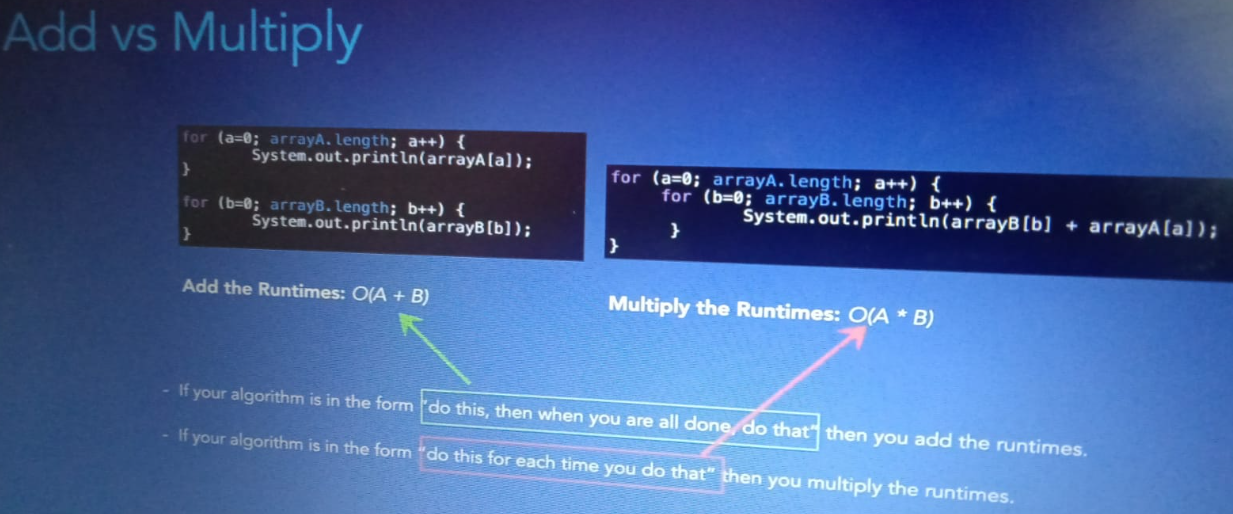 Add vs Multiply
for (a=0; arrayA.length; a++) {
System.out.println(arrayA[a]);
}
for (b=0; arrayB.length; b++) {
System.out.println(arrayB[b]);
}
Add the Runtimes: O(A + B)
for (a=0; arrayA.length; a++) {
for (b=0; arrayB.length; b++) {
System.out.println(arrayB[b] + arrayA[a]);
}
}
Multiply the Runtimes: O(A * B)
- If your algorithm is in the form "do this, then when you are all done, do that" then you add the runtimes.
- If your algorithm is in the form "do this for each time you do that" then you multiply the runtimes.